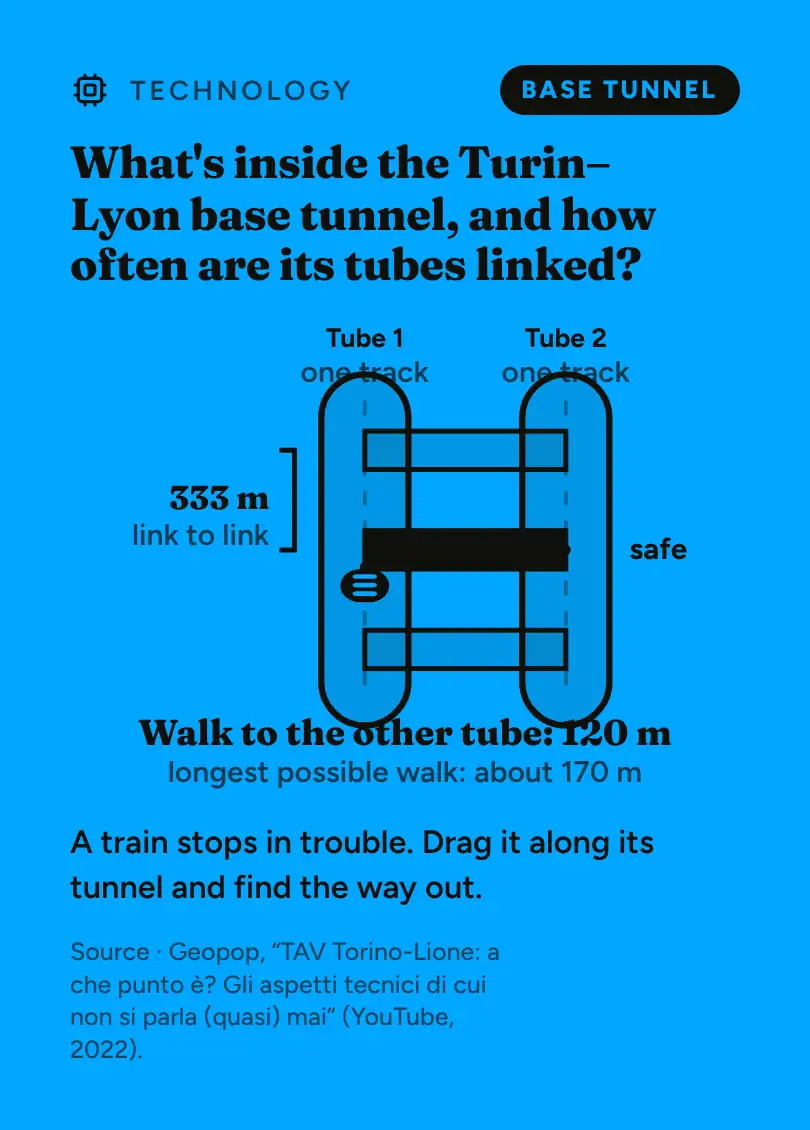 TECHNOLOGY
BASE TUNNEL
What's inside the Turin–
Lyon base tunnel, and how
often are its tubes linked?
Tube 1
one track
Tube 2
one track
333 m
link to link
safe
Walk to the other tube: 120 m
longest possible walk: about 170 m
A train stops in trouble. Drag it along its
tunnel and find the way out.
Source · Geopop, “TAV Torino-Lione: a
che punto è? Gli aspetti tecnici di cui
non si parla (quasi) mai” (YouTube,
2022).